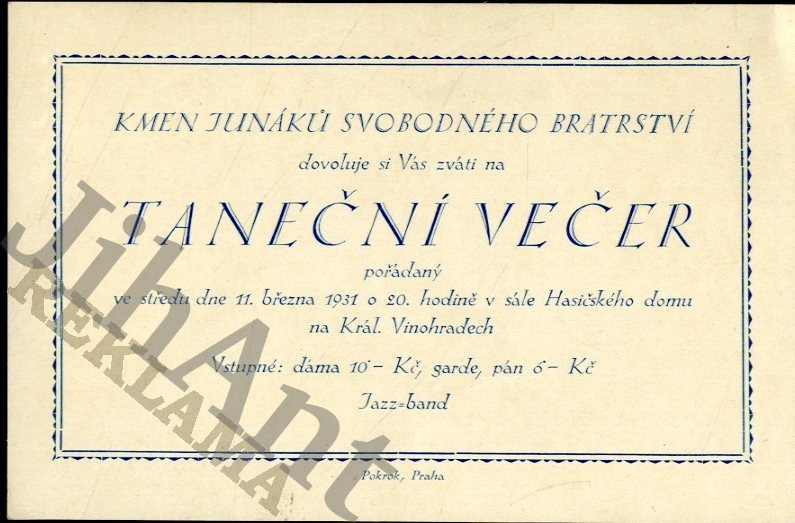 KMEN JUNÁKŮ SVOBODNÉHO BRATRSTVÍ
dovoluje si Vás zváti na
TANEČNÍ VEČER
pořádaný
ve středu dne 11. března 1931 o 20. hodině v sále Hasičského domu
na Král. Vinohradech
Vstupné: dáma 10·– Kč, garde, pán 6·– Kč
Jazz=band
Pokrok, Praha
JihAnt
REKLAMA